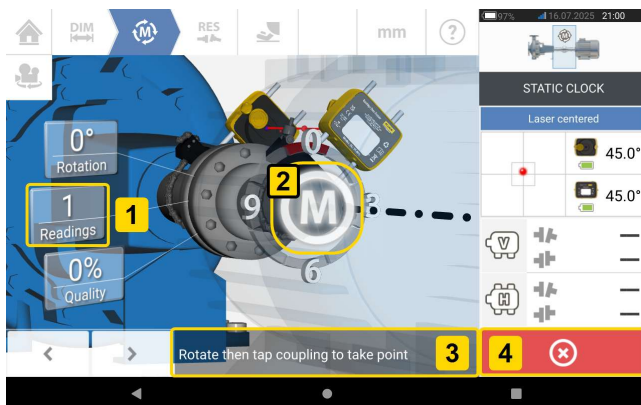 DIM
M
RES
mm
?
97%
16.07.2025 21:00
M
STATIC CLOCK
Laser centered
45.0°
45.0°
V
H
0°
Rotation
1
Readings
1
0%
Quality
2
0
9
M
3
6
Rotate then tap coupling to take point
3
4